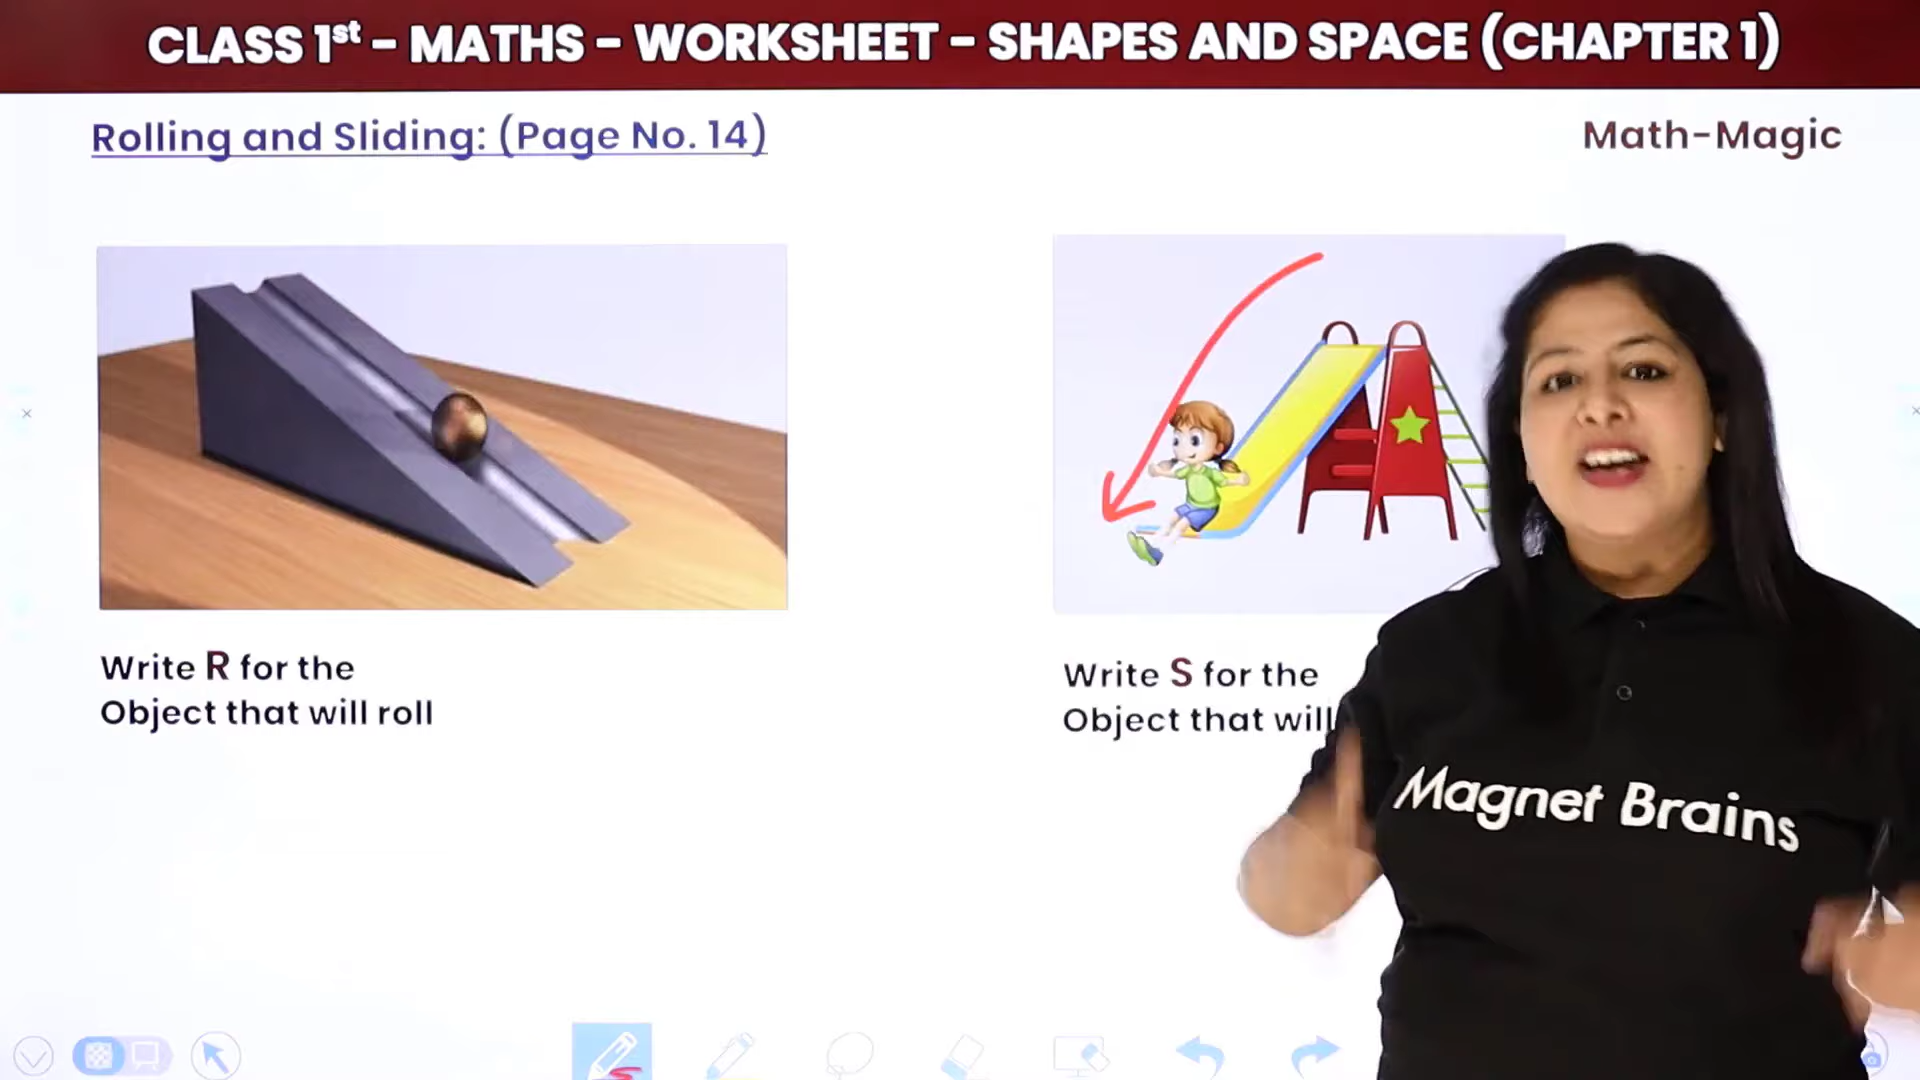 CLASS 1st - MATHS - WORKSHEET - SHAPES AND SPACE (CHAPTER 1)
Rolling and Sliding: (Page No. 14)
Math-Magic
Write R for the
Object that will roll
Write S for the
Object that will
Magnet Brains